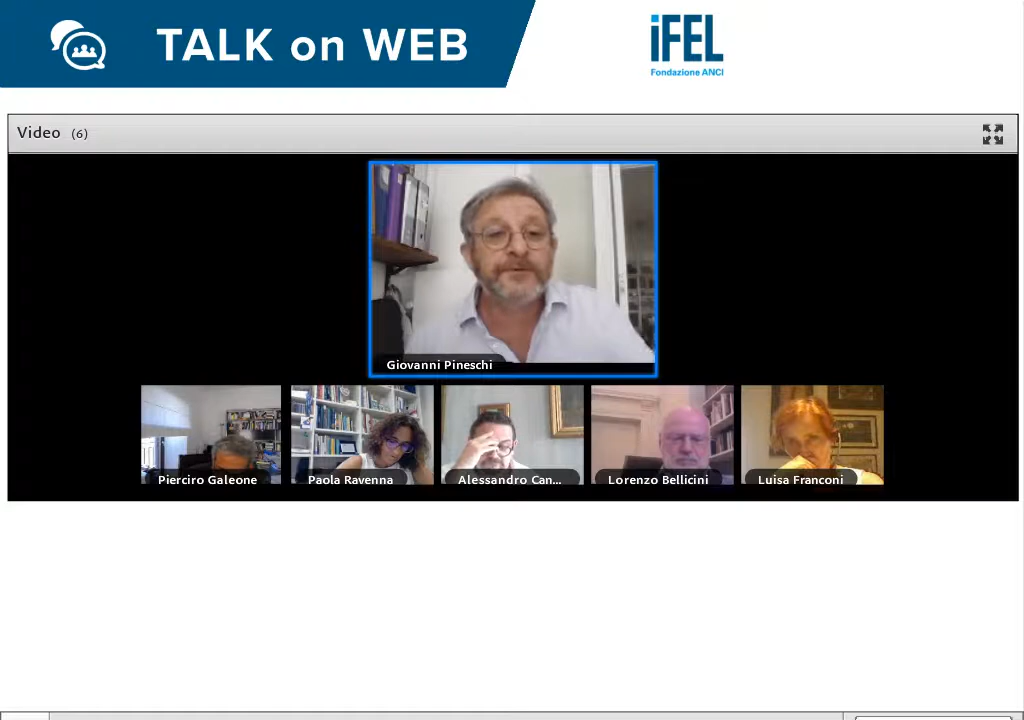 TALK on WEB
iFEL
Fondazione ANCI
Video (6)
Giovanni Pineschi
Pierciro Galeone
Paola Ravenna
Alessandro Can...
Lorenzo Bellicini
Luisa Franconi